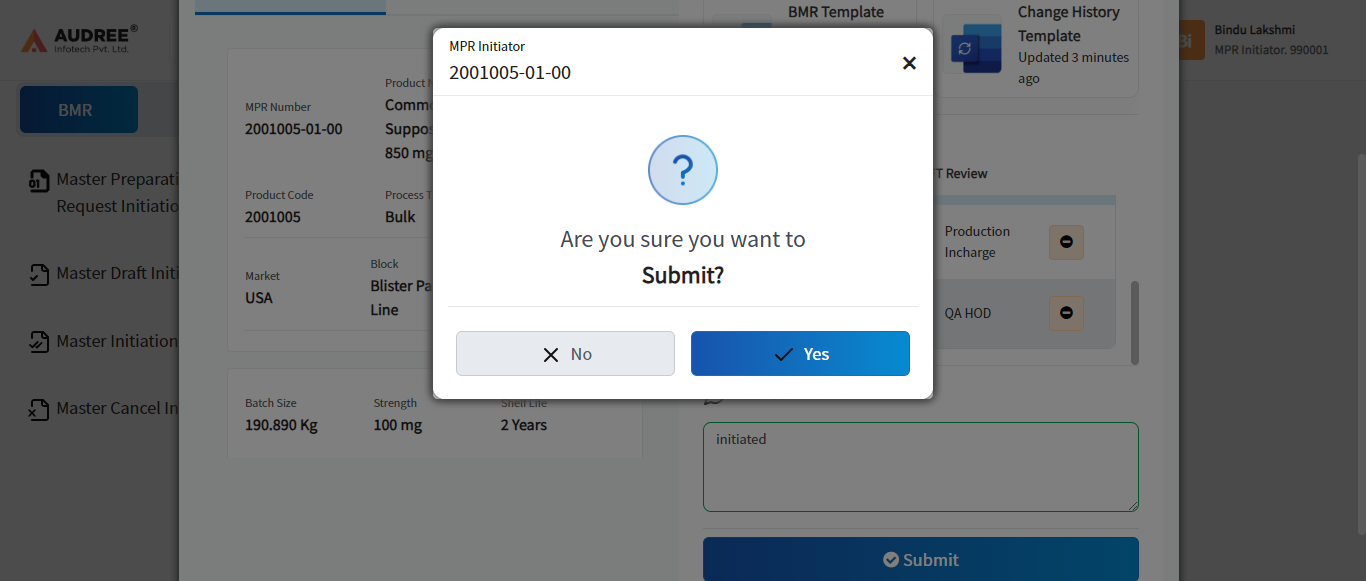 AUDREE®
Infotech Pvt. Ltd.
BMR
Master Preparati
Request Initiatio
Master Draft Initi
Master Initiation
Master Cancel In
MPR Number
2001005-01-00
Product
Comm
Suppos
850 mg
Product Code
2001005
Process T
Bulk
Market
USA
Block
Blister Pa
Line
Batch Size
190.890 Kg
Strength
100 mg
Shelf Life
2 Years
MPR Initiator
2001005-01-00
Are you sure you want to
Submit?
No
Yes
BMR Template
Change History
Template
Updated 3 minutes
ago
Bindu Lakshmi
MPR Initiator. 990001
T Review
Production
Incharge
QA HOD
initiated
Submit